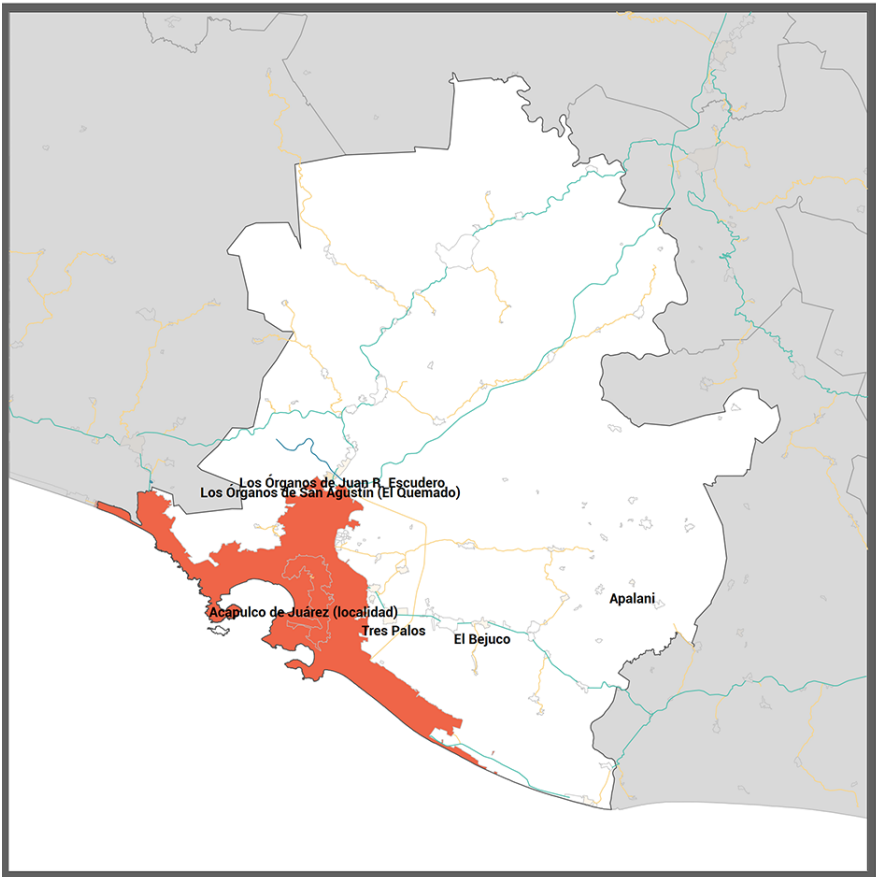 Los Órganos de Juan R. Escudero
Los Órganos de San Agustín (El Quemado)
Apalani
Acapulco de Juárez (localidad)
Tres Palos
El Bejuco